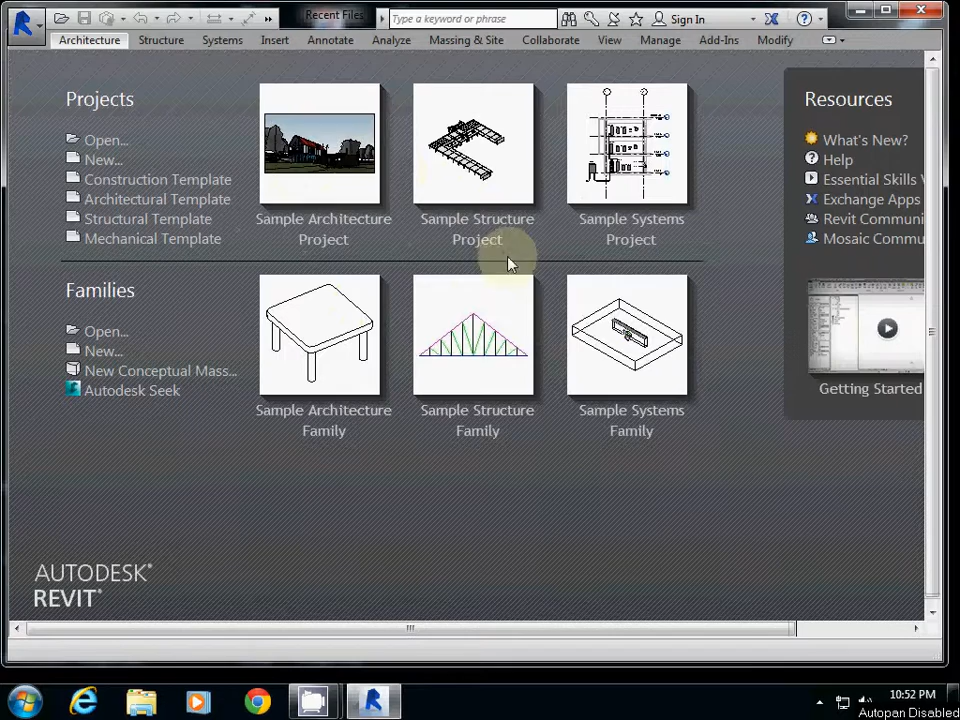 Recent Files
Type a keyword or phrase
Sign In
Architecture
Structure
Systems
Insert
Annotate
Analyze
Massing & Site
Collaborate
View
Manage
Add-Ins
Modify
Projects
Open...
New...
Construction Template
Architectural Template
Structural Template
Mechanical Template
Sample Architecture
Project
Sample Structure
Project
Sample Systems
Project
Families
Open...
New...
New Conceptual Mass...
Autodesk Seek
Sample Architecture
Family
Sample Structure
Family
Sample Systems
Family
Resources
What's New?
Help
Essential Skills V
Exchange Apps
Revit Communi
Mosaic Commu
Getting Started
AUTODESK®
REVIT®
10:52 PM
Autopan Disabled